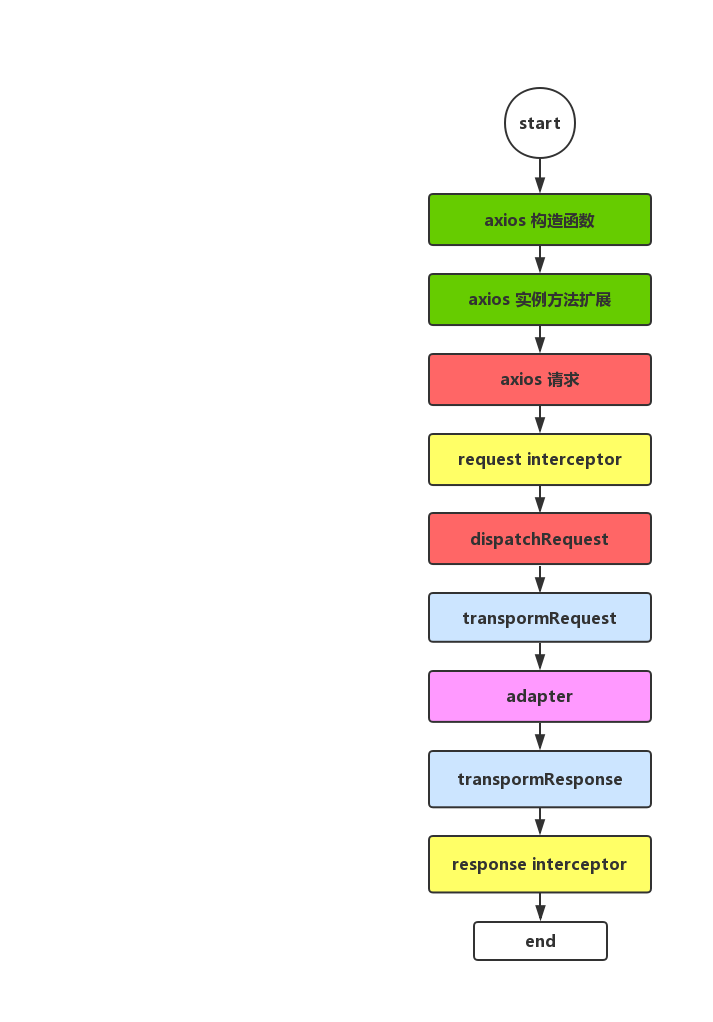 start
axios 构造函数
axios 实例方法扩展
axios 请求
request interceptor
dispatchRequest
transpormRequest
adapter
transpormResponse
response interceptor
end